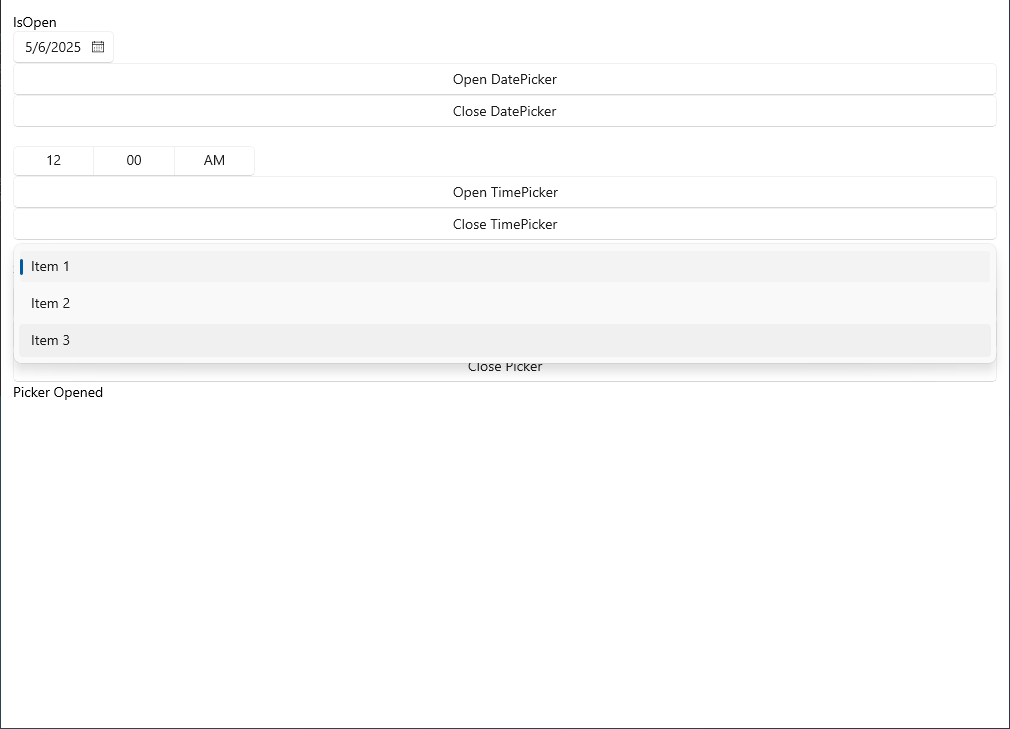 IsOpen
5/6/2025
Open DatePicker
Close DatePicker
12 00 AM
Open TimePicker
Close TimePicker
Item 1
Item 2
Item 3
Close Picker
Picker Opened